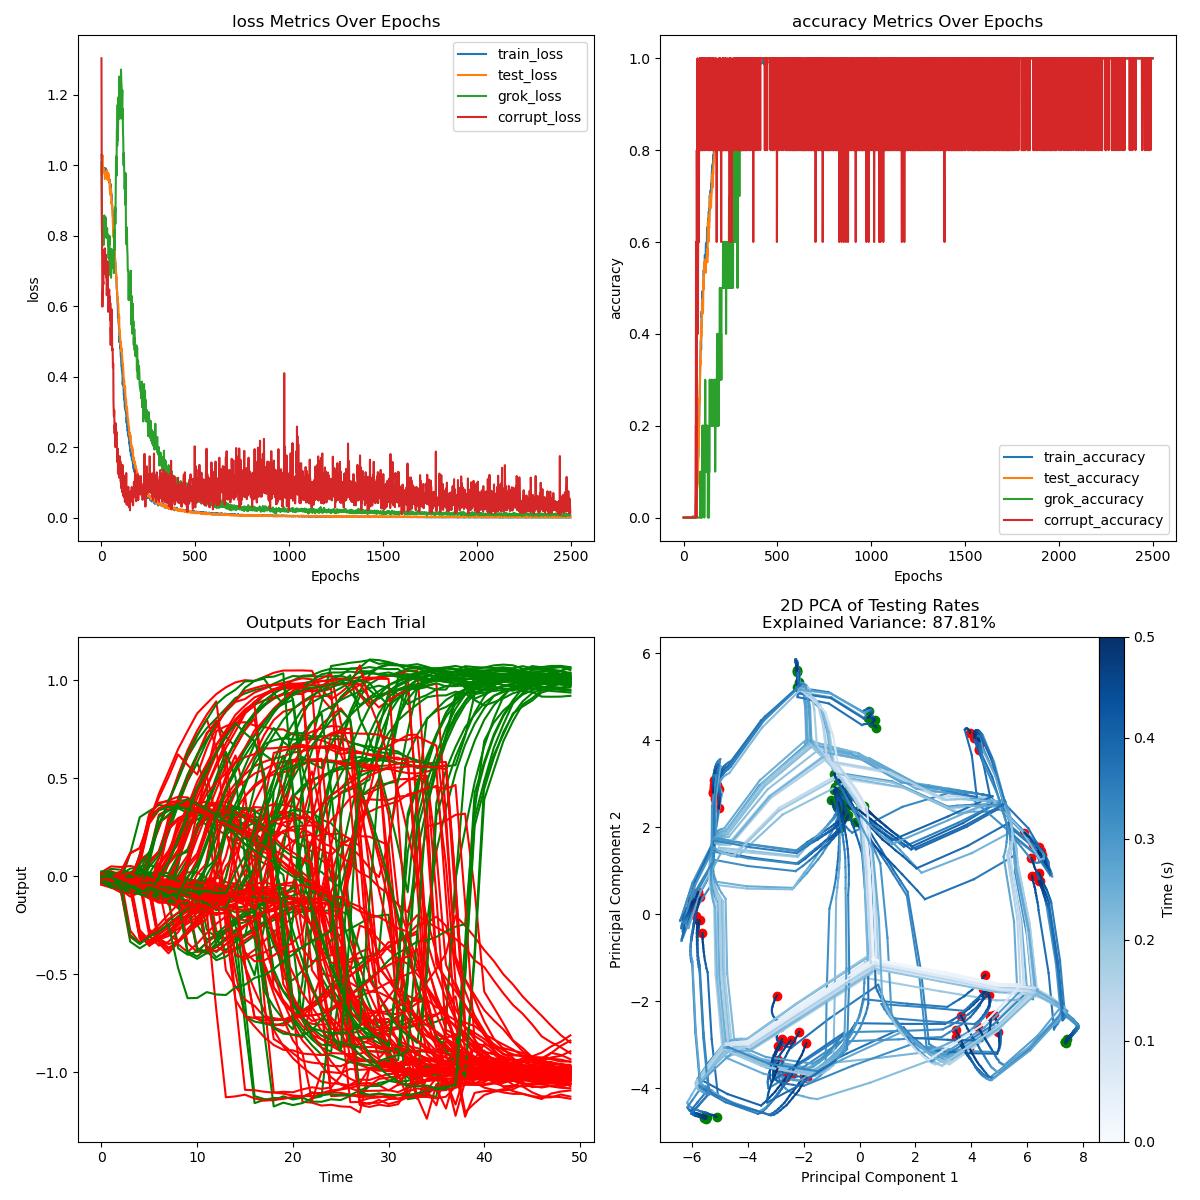 loss Metrics Over Epochs
1.2
1.0
0.8
0.6
0.4
0.2
0.0
loss
train_loss
test_loss
grok_loss
corrupt_loss
0
500
1000
1500
2000
2500
Epochs
accuracy Metrics Over Epochs
1.0
0.8
0.6
0.4
0.2
0.0
accuracy
train_accuracy
test_accuracy
grok_accuracy
corrupt_accuracy
0
500
1000
1500
2000
2500
Epochs
Outputs for Each Trial
1.0
0.5
0.0
−0.5
−1.0
Output
0
10
20
30
40
50
Time
2D PCA of Testing Rates
Explained Variance: 87.81%
6
4
2
0
−2
−4
Principal Component 2
−6
−4
−2
0
2
4
6
8
Principal Component 1
0.5
0.4
0.3
0.2
0.1
0.0
Time (s)